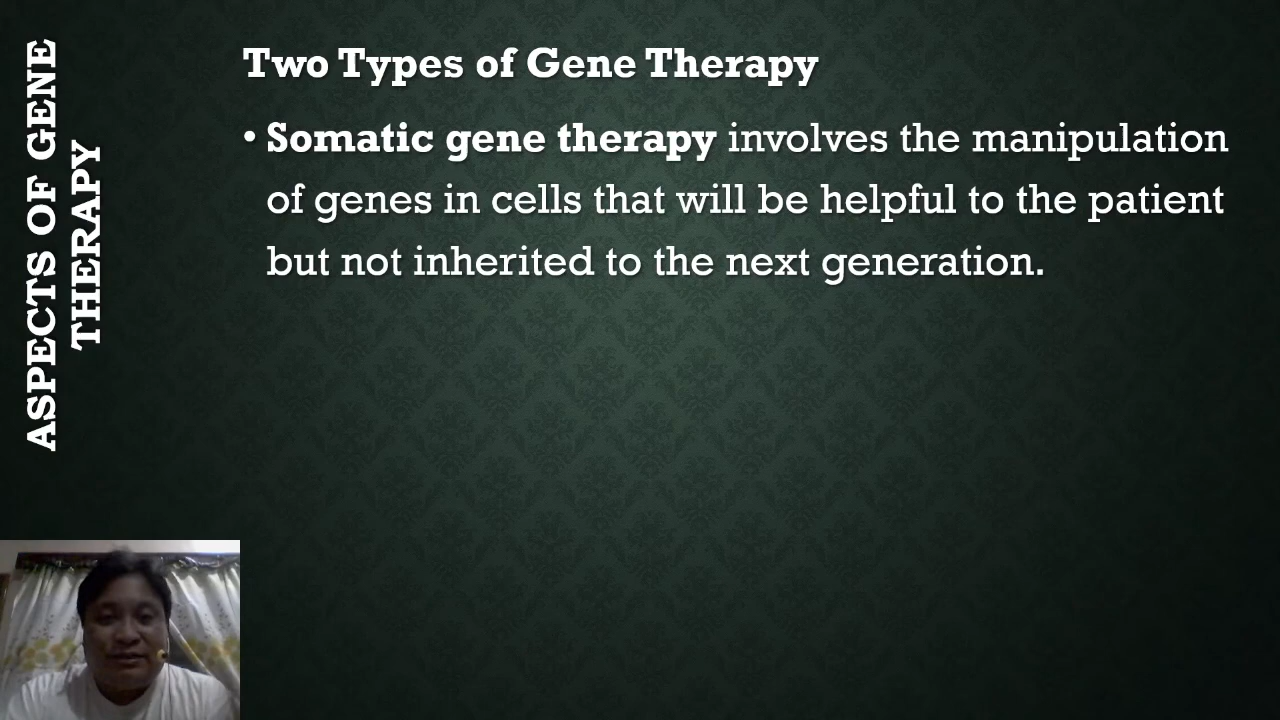 ASPECTS OF GENE
THERAPY
Two Types of Gene Therapy
• Somatic gene therapy involves the manipulation
of genes in cells that will be helpful to the patient
but not inherited to the next generation.